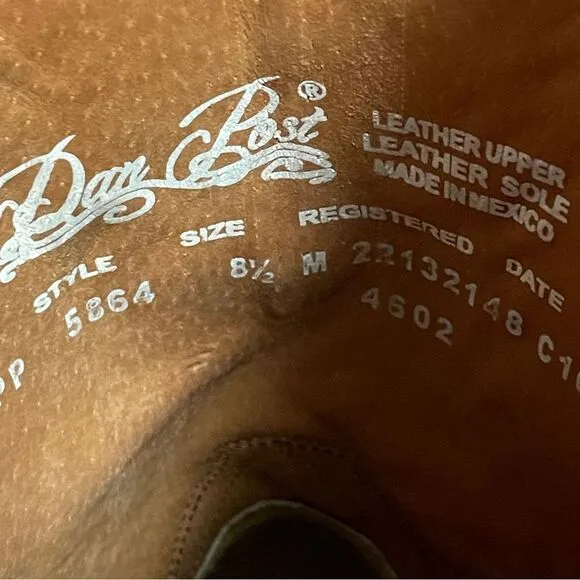 Dan Post®
LEATHER UPPER
LEATHER SOLE
MADE IN MEXICO
STYLE SIZE REGISTERED DATE
5864 8½ M 22132148
4602